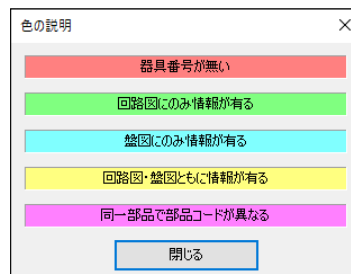 色の説明
器具番号が無い
回路図にのみ情報が有る
盤図にのみ情報が有る
回路図・盤図ともに情報が有る
同一部品で部品コードが異なる
閉じる